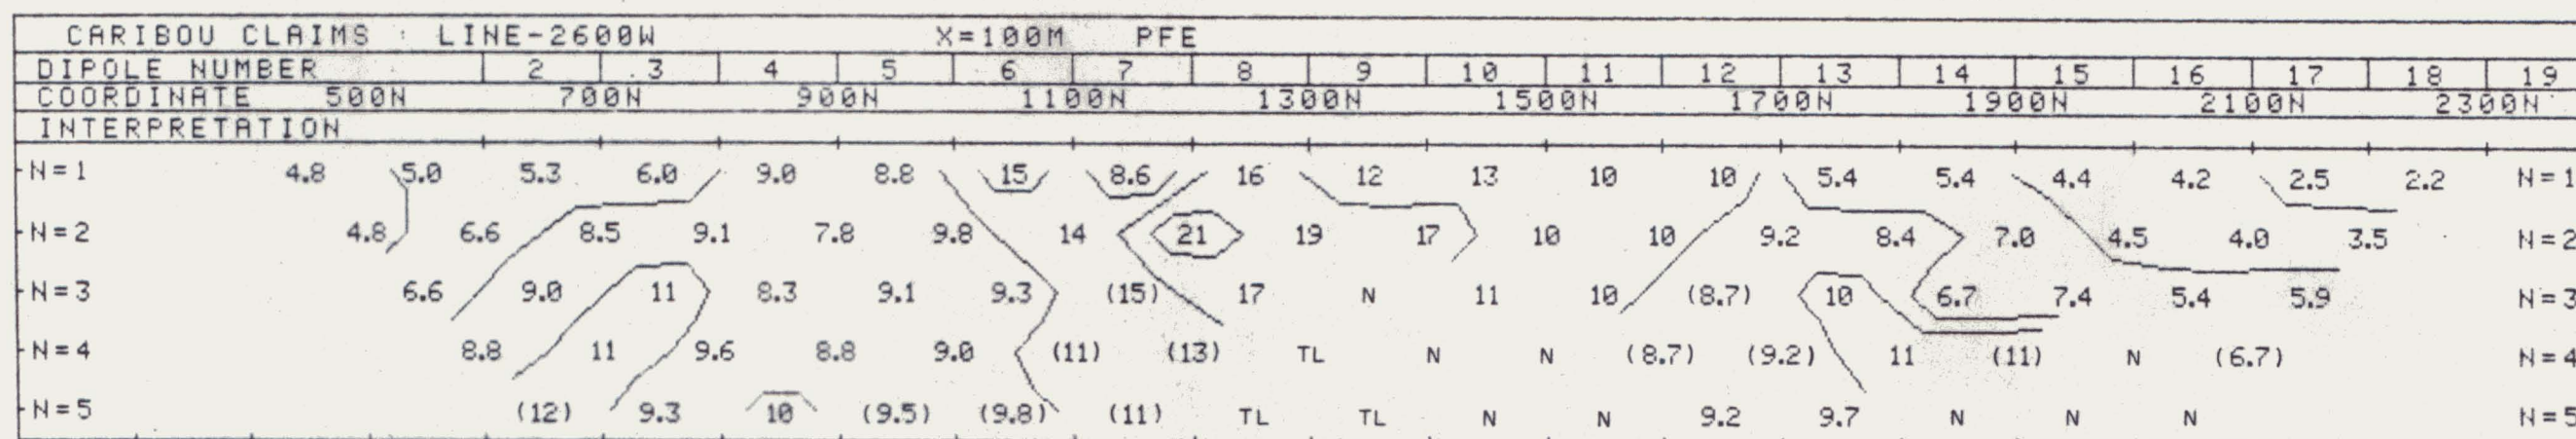 CARIBOU CLAIMS : LINE-2600W X=100M PFE
DIPOLE NUMBER 2 3 4 5 6 7 8 9 10 11 12 13 14 15 16 17 18 19
COORDINATE 500N 700N 900N 1100N 1300N 1500N 1700N 1900N 2100N 2300N
INTERPRETATION
N=1 4.8 5.0 5.3 6.0 9.0 8.8 15 8.6 16 12 13 10 10 5.4 5.4 4.4 4.2 2.5 2.2 N=1
N=2 4.8 6.6 8.5 9.1 7.8 9.8 14 21 19 17 10 10 9.2 8.4 7.0 4.5 4.0 3.5 N=2
N=3 6.6 9.0 11 8.3 9.1 9.3 (15) 17 N 11 10 (8.7) 10 6.7 7.4 5.4 5.9 N=3
N=4 8.8 11 9.6 8.8 9.0 (11) (13) TL N N (8.7) (9.2) 11 (11) N (6.7) N=4
N=5 (12) 9.3 10 (9.5) (9.8) (11) TL TL N N 9.2 9.7 N N N N=5